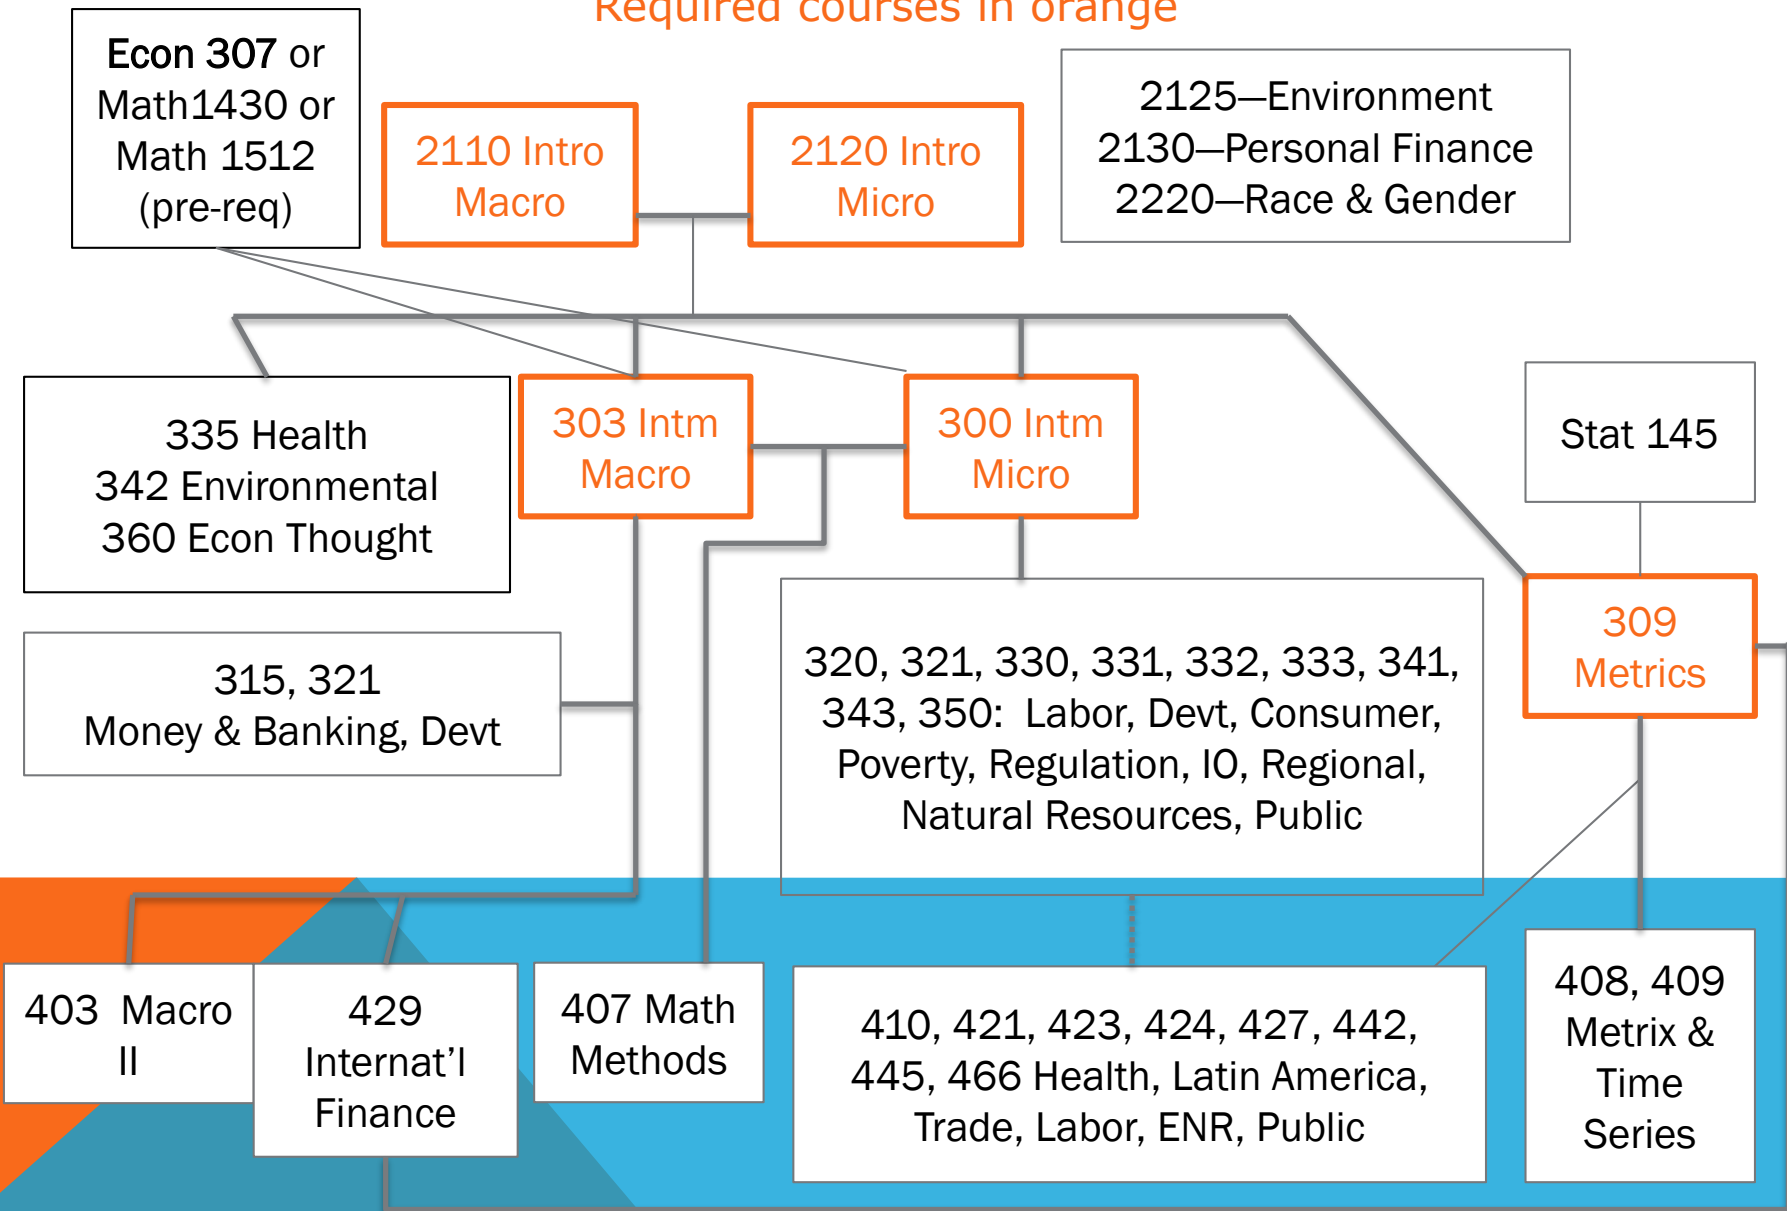 Required courses in orange
Econ 307 or
Math1430 or
Math 1512
(pre-req)
2110 Intro
Macro
2120 Intro
Micro
2125—Environment
2130—Personal Finance
2220—Race & Gender
335 Health
342 Environmental
360 Econ Thought
303 Intm
Macro
300 Intm
Micro
Stat 145
315, 321
Money & Banking, Devt
320, 321, 330, 331, 332, 333, 341,
343, 350:  Labor, Devt, Consumer,
Poverty, Regulation, IO, Regional,
Natural Resources, Public
309
Metrics
403  Macro
II
429
Internat’l
Finance
407 Math
Methods
410, 421, 423, 424, 427, 442,
445, 466 Health, Latin America,
Trade, Labor, ENR, Public
408, 409
Metrix &
Time
Series